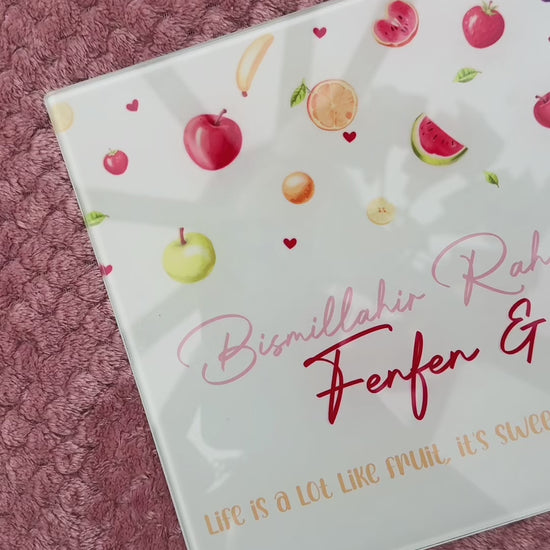 Bismillahir Rah
Fenfen &
Life is a lot like fruit, it's swee